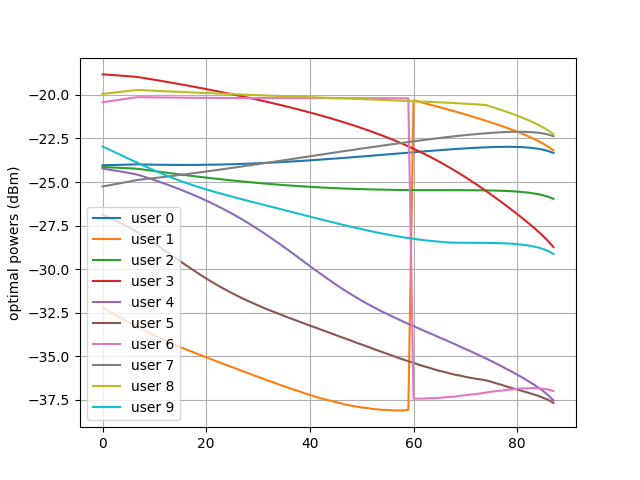 −20.0
−22.5
−25.0
−27.5
−30.0
−32.5
−35.0
−37.5
optimal powers (dBm)
user 0
user 1
user 2
user 3
user 4
user 5
user 6
user 7
user 8
user 9
0 20 40 60 80